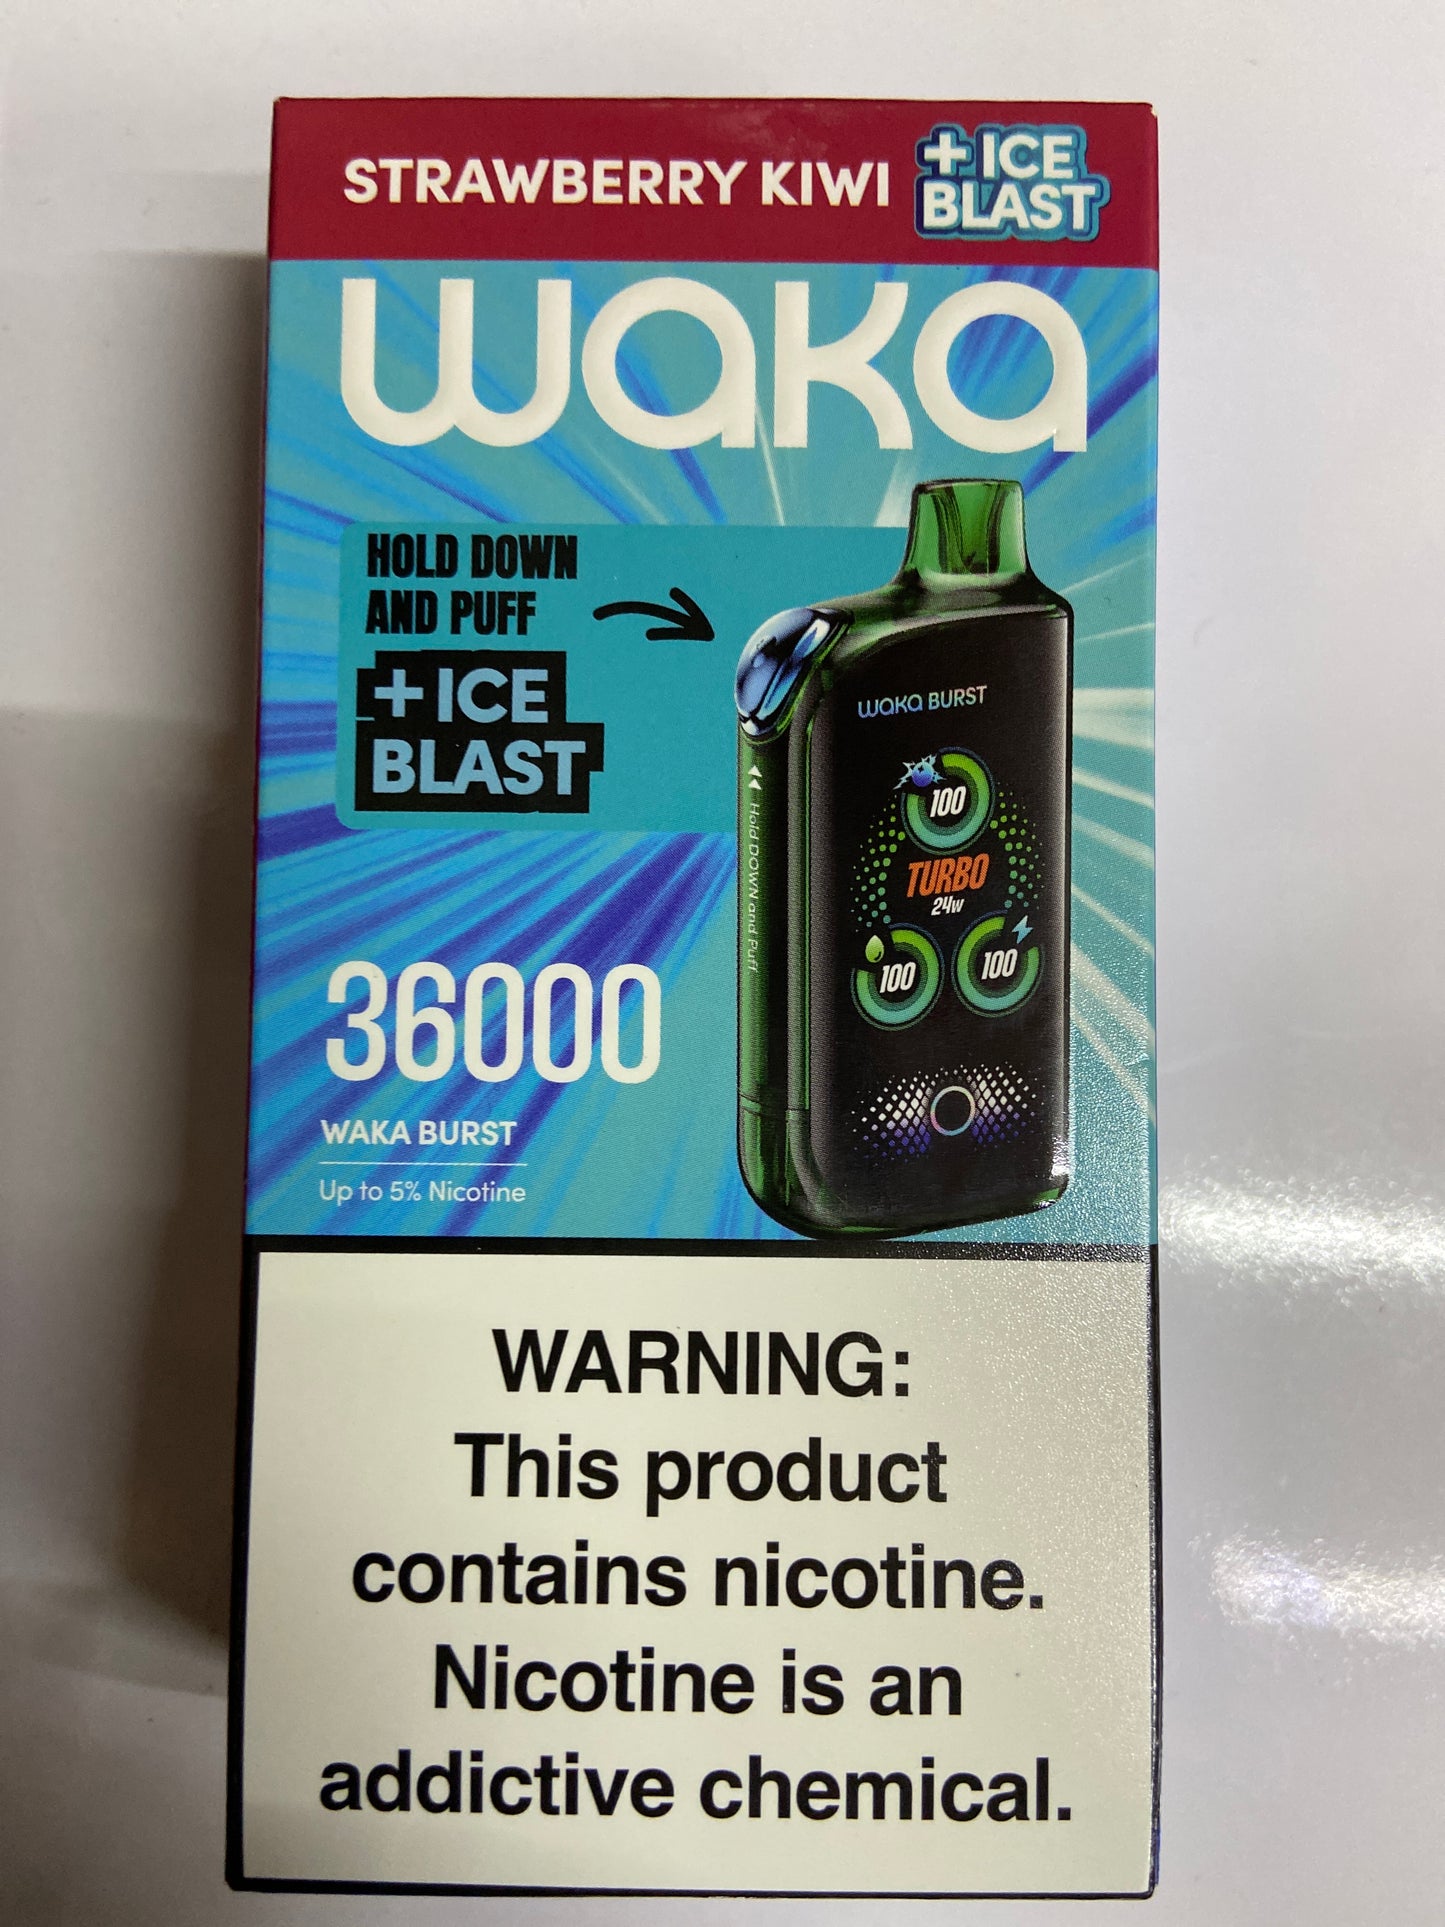 STRAWBERRY KIWI
+ ICE
BLAST
waka
HOLD DOWN
AND PUFF
+ ICE
BLAST
waka BURST
100
TURBO
24w
100
100
Hold DOWN and Puff
36000
WAKA BURST
Up to 5% Nicotine
WARNING:
This product
contains nicotine.
Nicotine is an
addictive chemical.